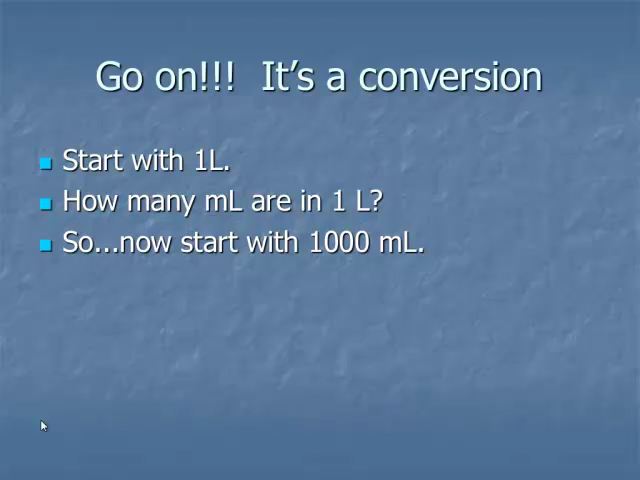 Go on!!!  It’s a conversion
Start with 1L.
How many mL are in 1 L?
So...now start with 1000 mL.